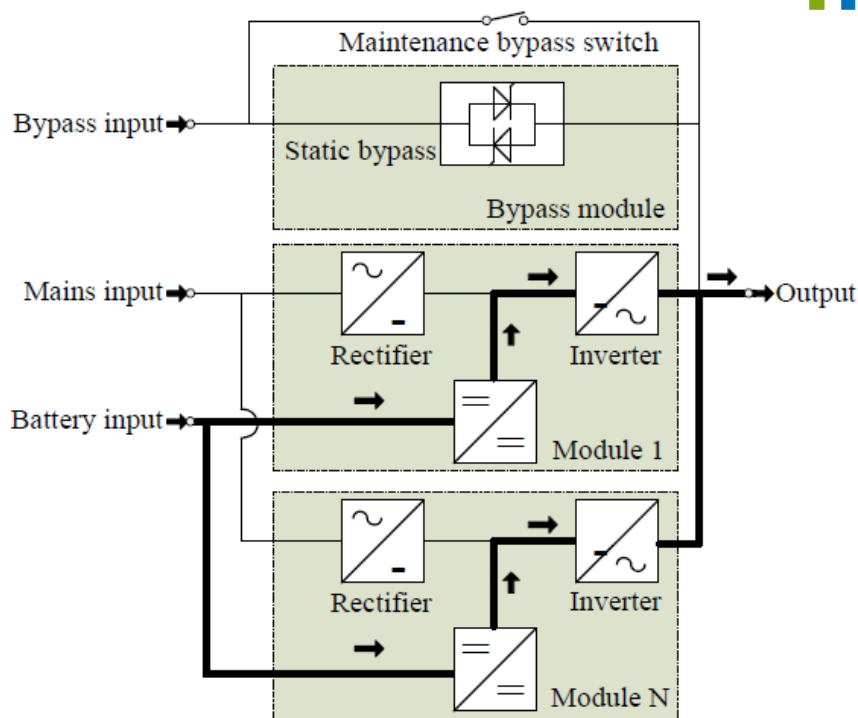 Maintenance bypass switch
Bypass input
Static bypass
Bypass module
Mains input
Rectifier
Inverter
Output
Battery input
Module 1
Rectifier
Inverter
Module N